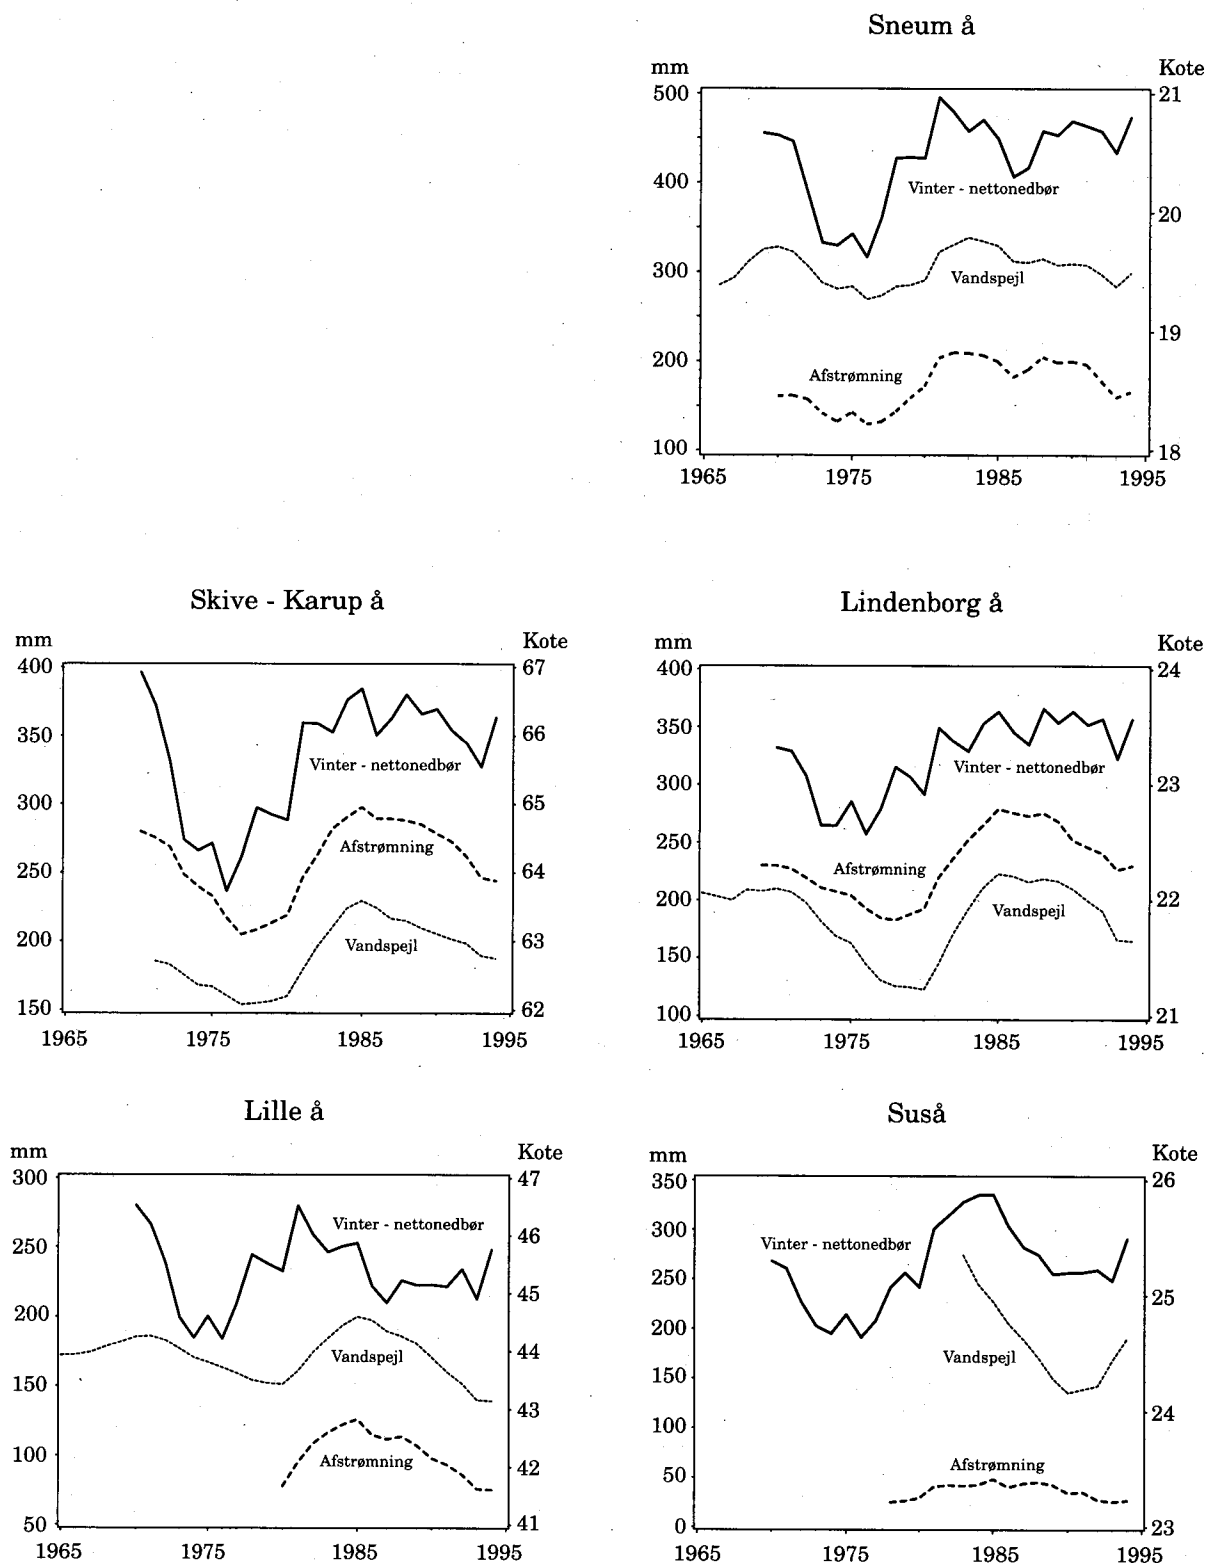 Sneum å
mm
Kote
500
400
300
200
100
21
20
19
18
Vinter - nettonedbør
Vandspejl
Afstrømning
1965
1975
1985
1995
Skive - Karup å
mm
Kote
400
350
300
250
200
150
67
66
65
64
63
62
Vinter - nettonedbør
Afstrømning
Vandspejl
1965
1975
1985
1995
Lindenborg å
mm
Kote
400
350
300
250
200
150
100
24
23
22
21
Vinter - nettonedbør
Afstrømning
Vandspejl
1965
1975
1985
1995
Lille å
mm
Kote
300
250
200
150
100
50
47
46
45
44
43
42
41
Vinter - nettonedbør
Vandspejl
Afstrømning
1965
1975
1985
1995
Suså
mm
Kote
350
300
250
200
150
100
50
0
26
25
24
23
Vinter - nettonedbør
Vandspejl
Afstrømning
1965
1975
1985
1995